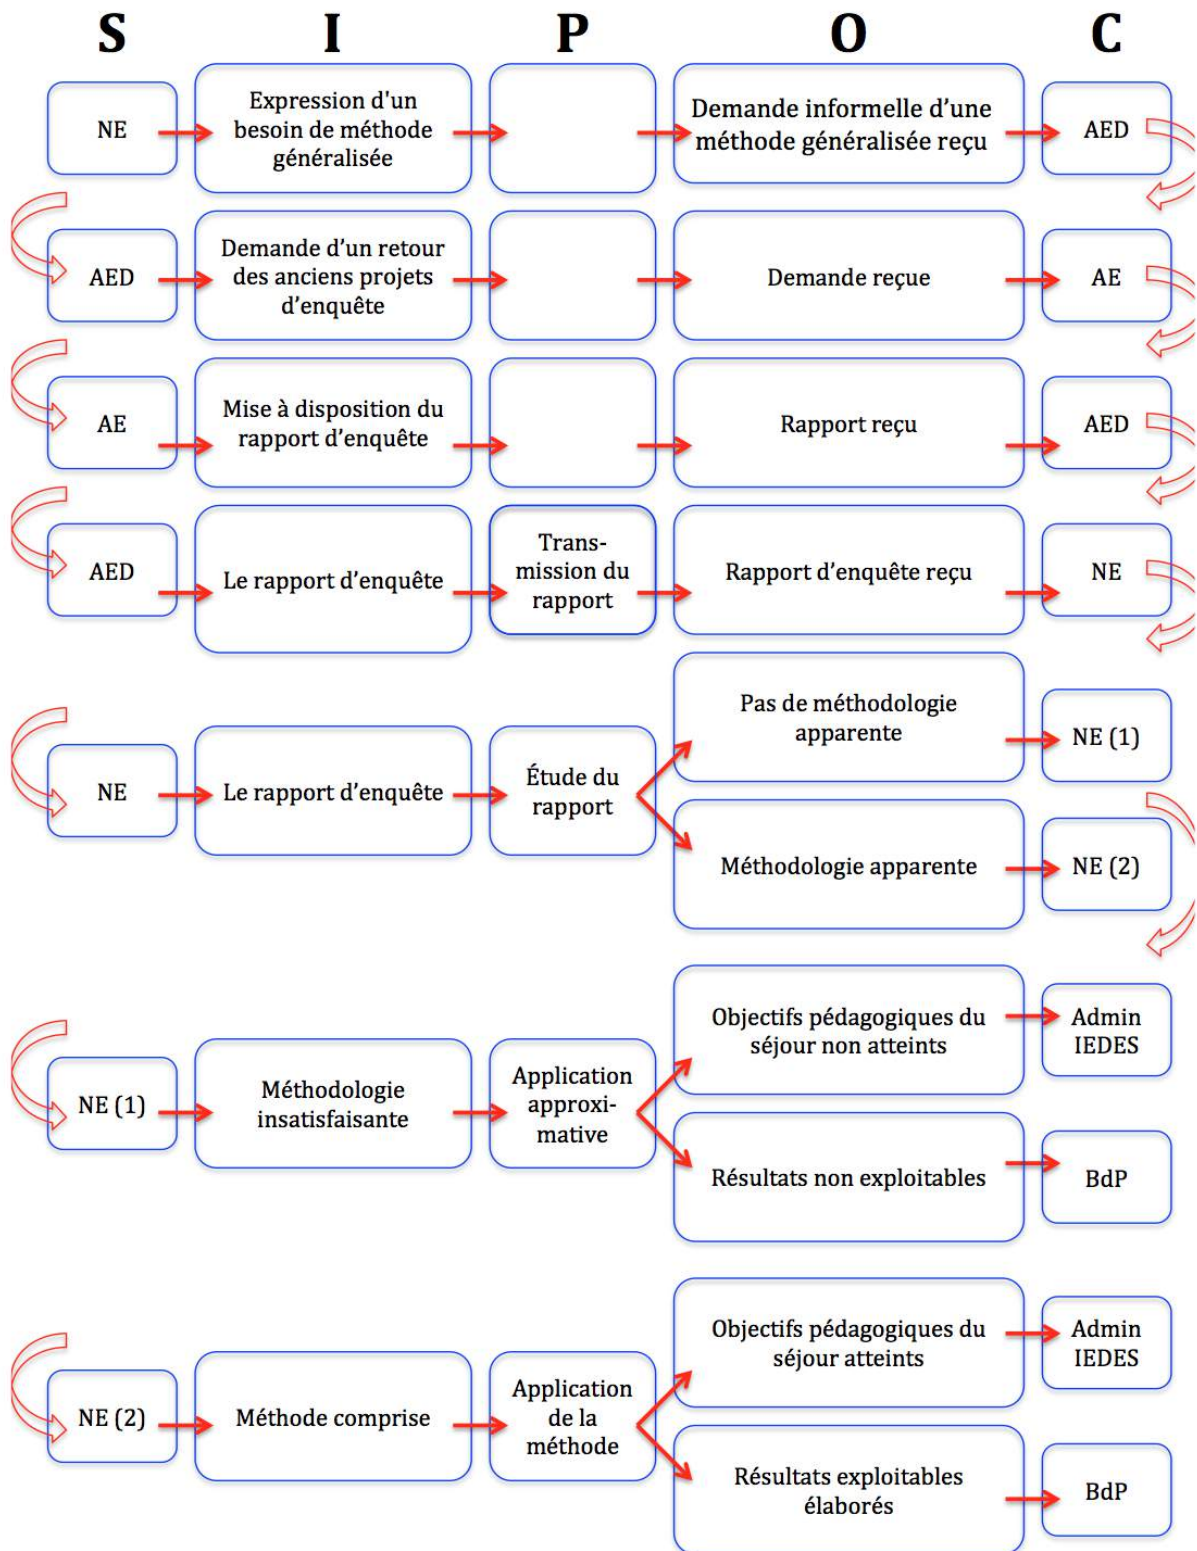 S I P O C
NE
Expression d'un
besoin de méthode
généralisée
Demande informelle d’une
méthode généralisée reçu
AED
AED
Demande d’un retour
des anciens projets
d’enquête
Demande reçue
AE
AE
Mise à disposition du
rapport d’enquête
Rapport reçu
AED
AED
Le rapport d’enquête
Trans-
mission du
rapport
Rapport d’enquête reçu
NE
NE
Le rapport d’enquête
Étude du
rapport
Pas de méthodologie
apparente
NE (1)
Méthodologie apparente
NE (2)
NE (1)
Méthodologie
insatisfaisante
Application
approxi-
mative
Objectifs pédagogiques du
séjour non atteints
Admin
IEDES
Résultats non exploitables
BdP
NE (2)
Méthode comprise
Application
de la
méthode
Objectifs pédagogiques du
séjour atteints
Admin
IEDES
Résultats exploitables
élaborés
BdP